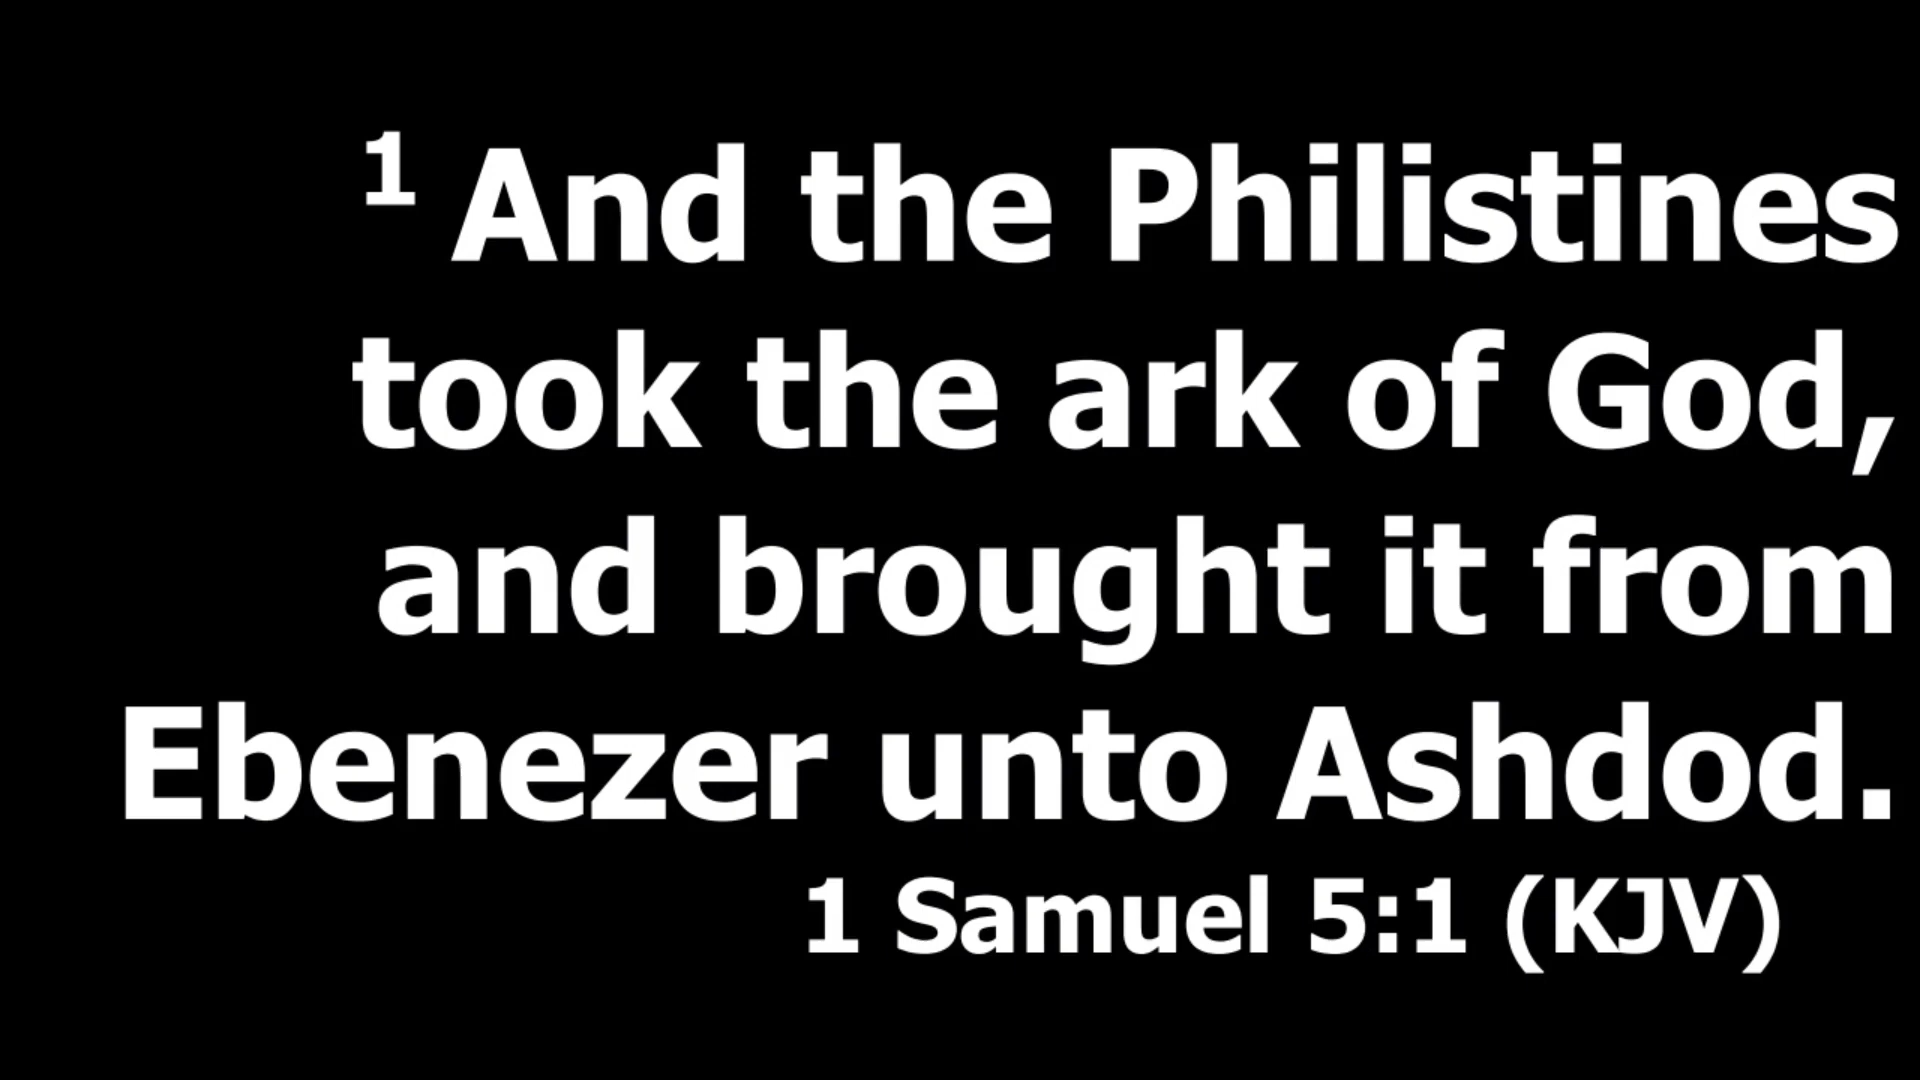 1 And the Philistines
took the ark of God,
and brought it from
Ebenezer unto Ashdod.
1 Samuel 5:1 (KJV)